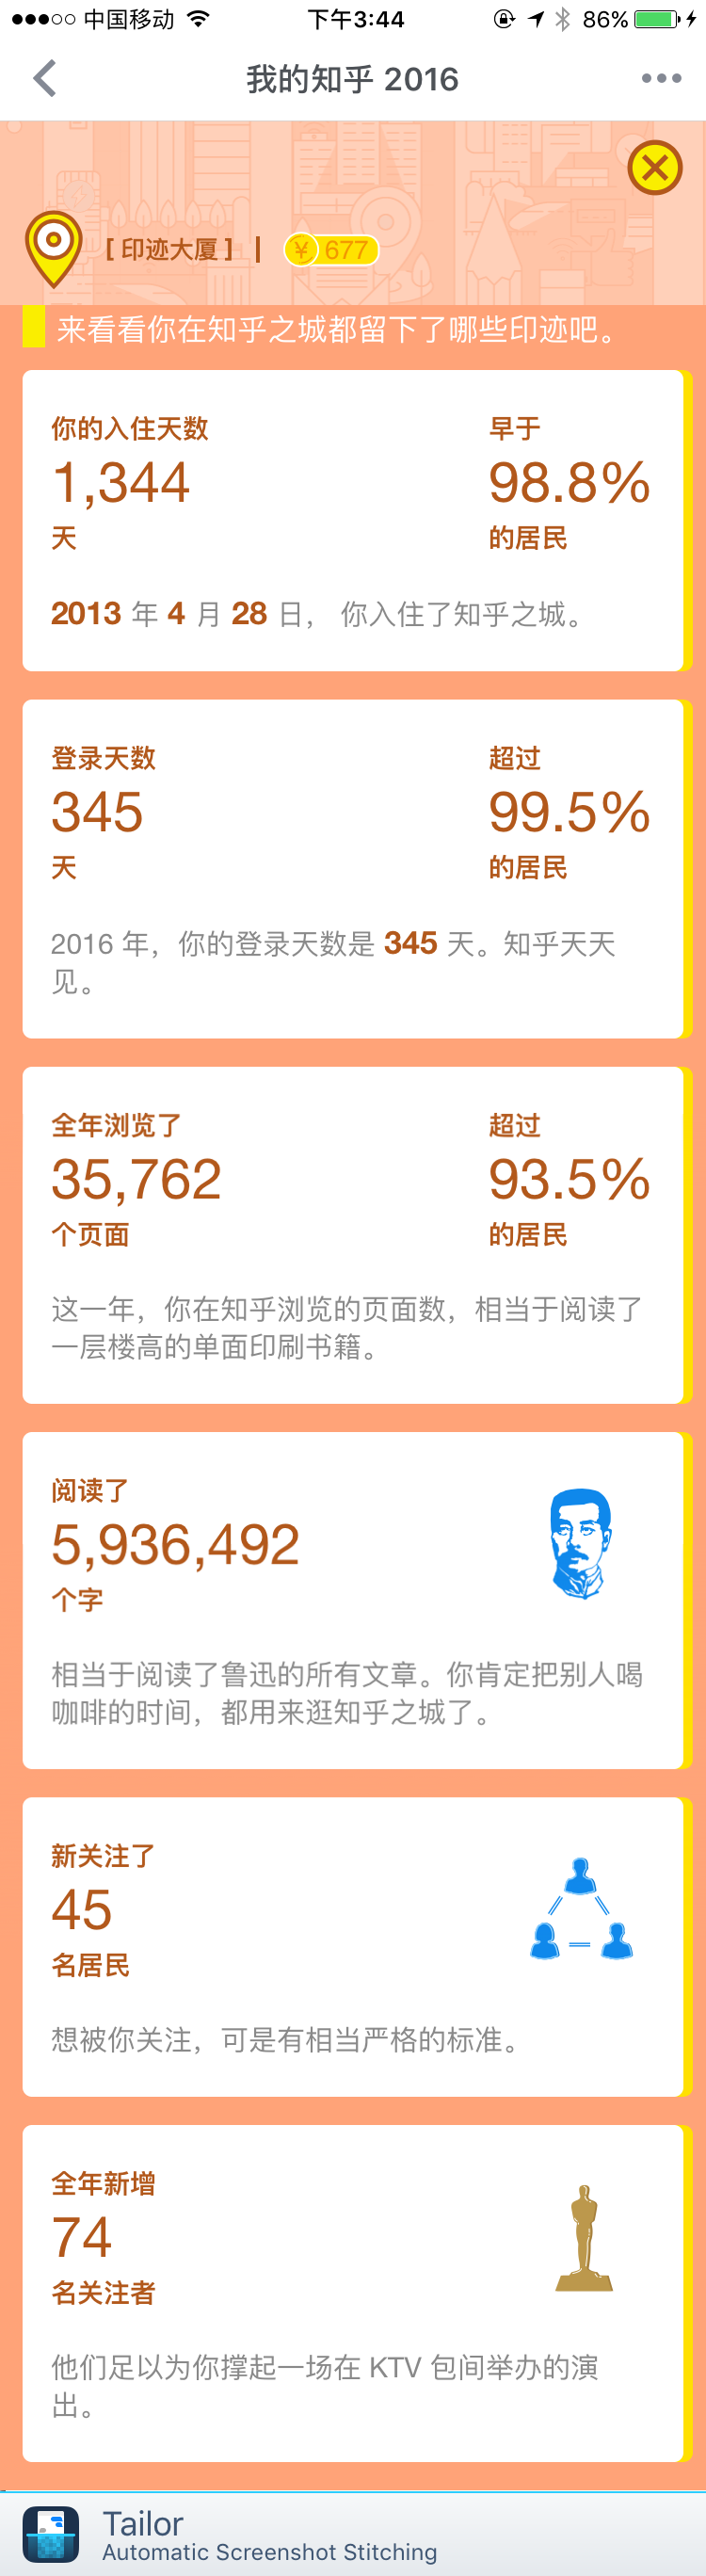 中国移动 下午3:44 86%
我的知乎 2016
[ 印迹大厦 ] | ¥ 677
来看看你在知乎之城都留下了哪些印迹吧。
你的入住天数 早于
1,344 98.8%
天 的居民
2013 年 4 月 28 日， 你入住了知乎之城。
登录天数 超过
345 99.5%
天 的居民
2016 年，你的登录天数是 345 天。知乎天天
见。
全年浏览了 超过
35,762 93.5%
个页面 的居民
这一年，你在知乎浏览的页面数，相当于阅读了
一层楼高的单面印刷书籍。
阅读了
5,936,492
个字
相当于阅读了鲁迅的所有文章。你肯定把别人喝
咖啡的时间，都用来逛知乎之城了。
新关注了
45
名居民
想被你关注，可是有相当严格的标准。
全年新增
74
名关注者
他们足以为你撑起一场在 KTV 包间举办的演
出。
Tailor
Automatic Screenshot Stitching